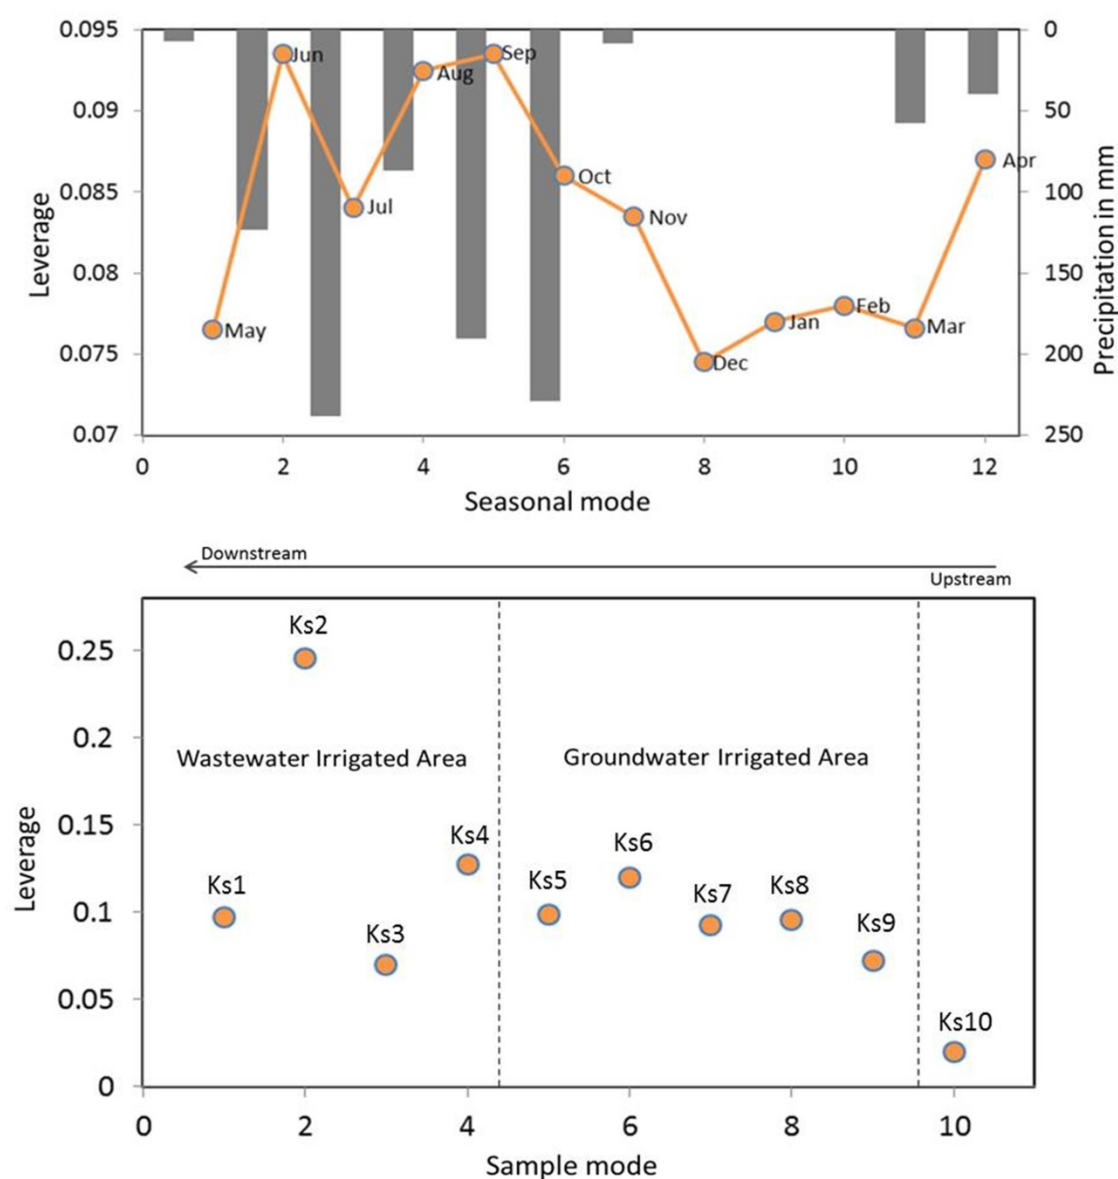 0.095
0.09
0.085
0.08
0.075
0.07
Leverage
0
50
100
150
200
250
Precipitation in mm
May
Jun
Jul
Aug
Sep
Oct
Nov
Dec
Jan
Feb
Mar
Apr
0 2 4 6 8 10 12
Seasonal mode
Downstream
Upstream
0.25
0.2
0.15
0.1
0.05
0
Leverage
Wastewater Irrigated Area
Groundwater Irrigated Area
Ks1
Ks2
Ks3
Ks4
Ks5
Ks6
Ks7
Ks8
Ks9
Ks10
0 2 4 6 8 10
Sample mode